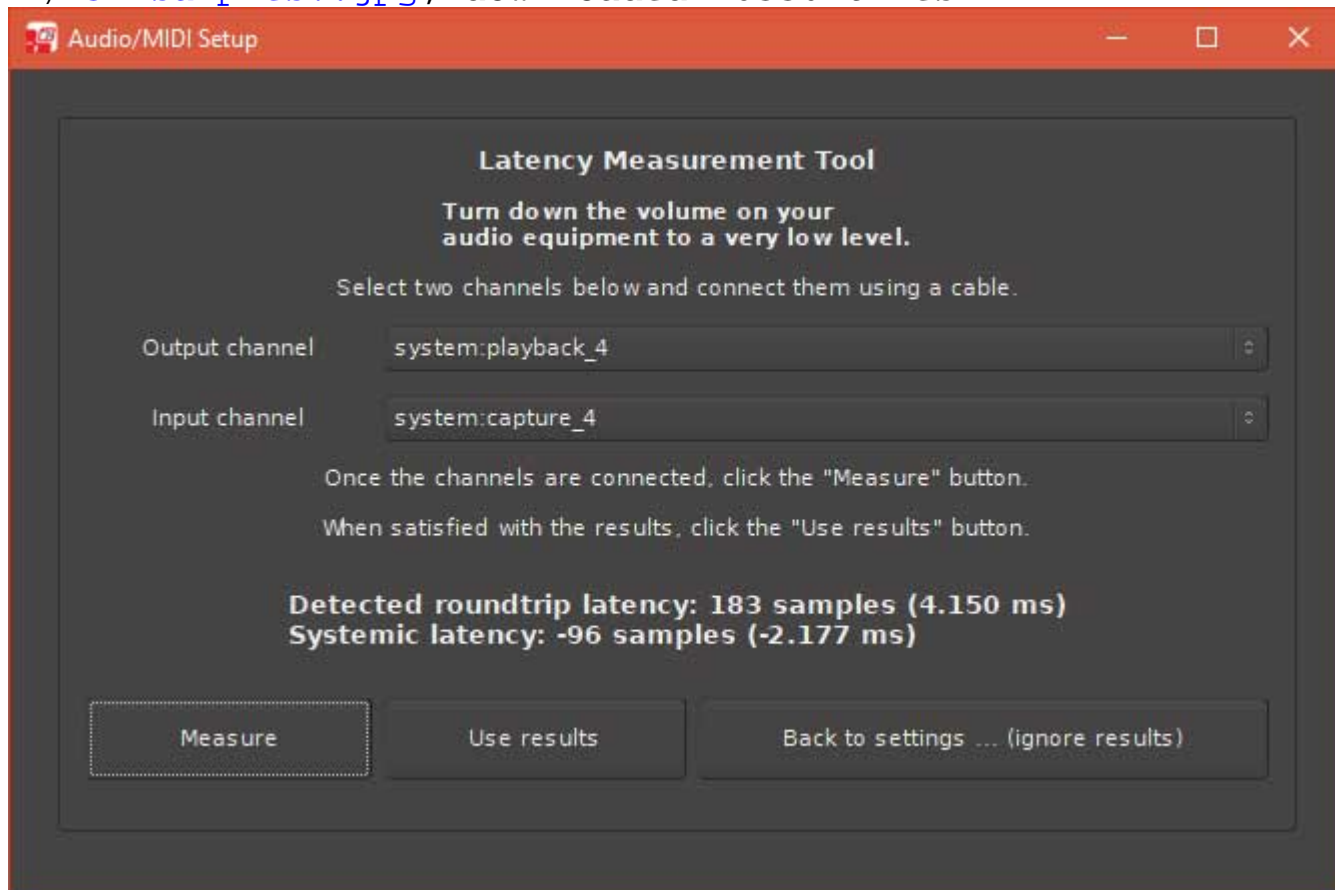 Audio/MIDI Setup
Latency Measurement Tool
Turn down the volume on your
audio equipment to a very low level.
Select two channels below and connect them using a cable.
Output channel system:playback_4
Input channel system:capture_4
Once the channels are connected, click the "Measure" button.
When satisfied with the results, click the "Use results" button.
Detected roundtrip latency: 183 samples (4.150 ms)
Systemic latency: -96 samples (-2.177 ms)
Measure Use results Back to settings ... (ignore results)